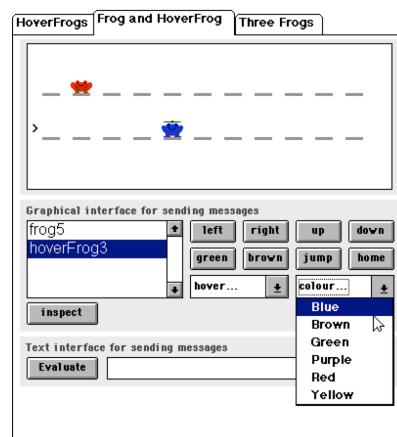 HoverFrogs Frog and HoverFrog Three Frogs
>
Graphical interface for sending messages
frog5
hoverFrog3
left right up down
green brown jump home
hover... colour...
inspect
Blue
Brown
Green
Purple
Red
Yellow
Text interface for sending messages
Evaluate